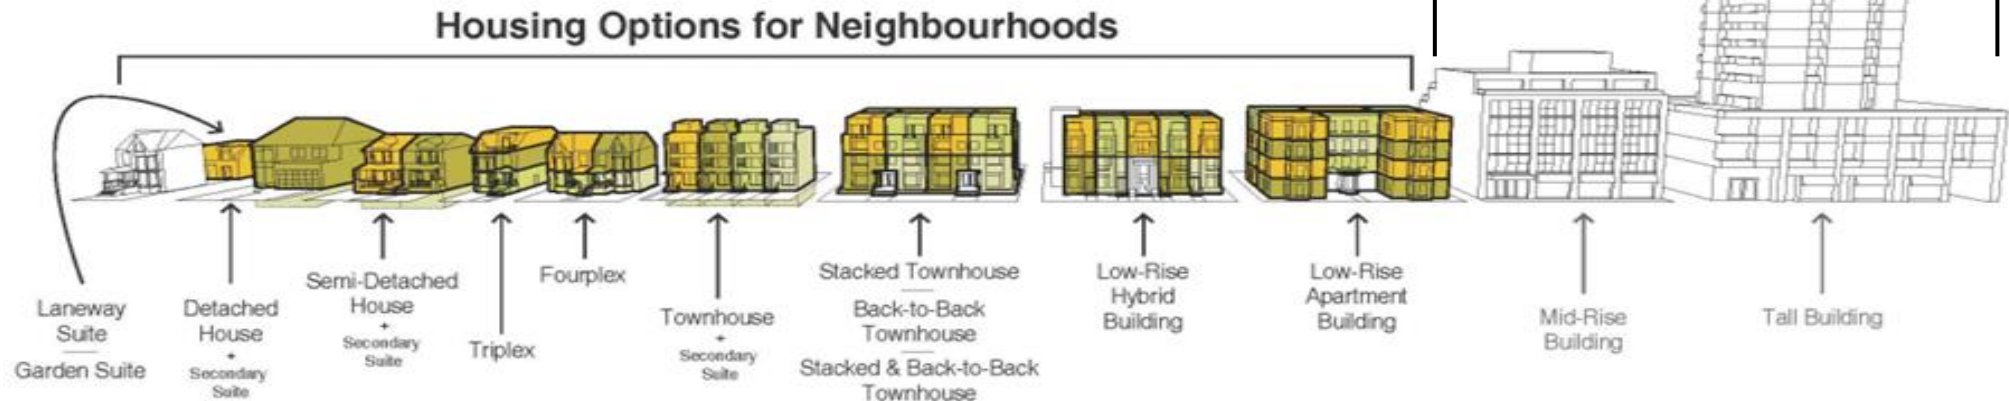 Housing Options for Neighbourhoods
Laneway
Suite
Garden Suite
Detached
House
+
Secondary
Suite
Semi-Detached
House
+
Secondary
Suite
Triplex
Fourplex
Townhouse
+
Secondary
Suite
Stacked Townhouse
Back-to-Back
Townhouse
Stacked & Back-to-Back
Townhouse
Low-Rise
Hybrid
Building
Low-Rise
Apartment
Building
Mid-Rise
Building
Tall Building